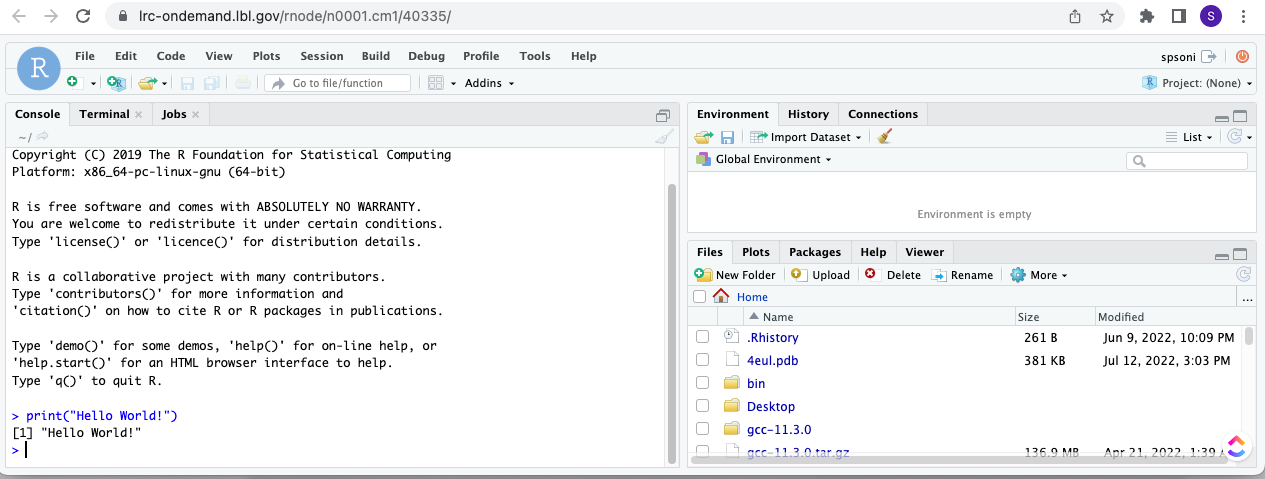 lrc-ondemand.lbl.gov/rnode/n0001.cm1/40335/
S
R
File Edit Code View Plots Session Build Debug Profile Tools Help
spsoni
Go to file/function
Addins
Project: (None)
Console Terminal Jobs
~/
Copyright (C) 2019 The R Foundation for Statistical Computing
Platform: x86_64-pc-linux-gnu (64-bit)
R is free software and comes with ABSOLUTELY NO WARRANTY.
You are welcome to redistribute it under certain conditions.
Type 'license()' or 'licence()' for distribution details.
R is a collaborative project with many contributors.
Type 'contributors()' for more information and
'citation()' on how to cite R or R packages in publications.
Type 'demo()' for some demos, 'help()' for on-line help, or
'help.start()' for an HTML browser interface to help.
Type 'q()' to quit R.
> print("Hello World!")
[1] "Hello World!"
>
Environment History Connections
Import Dataset
List
Global Environment
Environment is empty
Files Plots Packages Help Viewer
New Folder Upload Delete Rename More
Home ...
Name Size Modified
.Rhistory 261 B Jun 9, 2022, 10:09 PM
4eul.pdb 381 KB Jul 12, 2022, 3:03 PM
bin
Desktop
gcc-11.3.0
gcc-11.3.0.tar.gz 136.9 MB Apr 21, 2022, 1:39